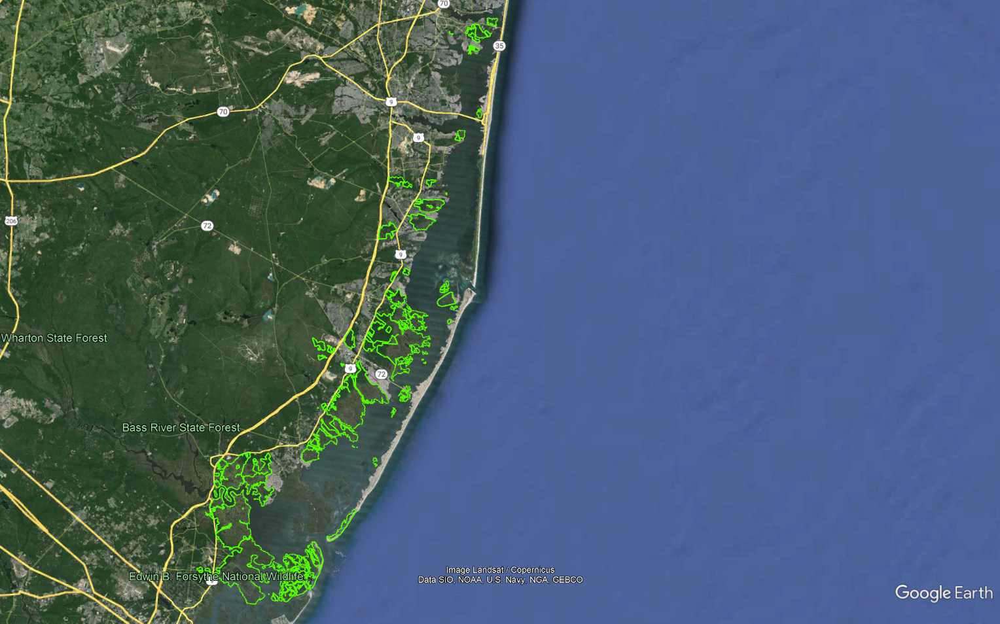 70
35
9
70
9
206
72
9
Wharton State Forest
9
72
Bass River State Forest
Edwin B. Forsythe National Wildlife...
Image Landsat / Copernicus
Data SIO, NOAA, U.S. Navy, NGA, GEBCO
Google Earth